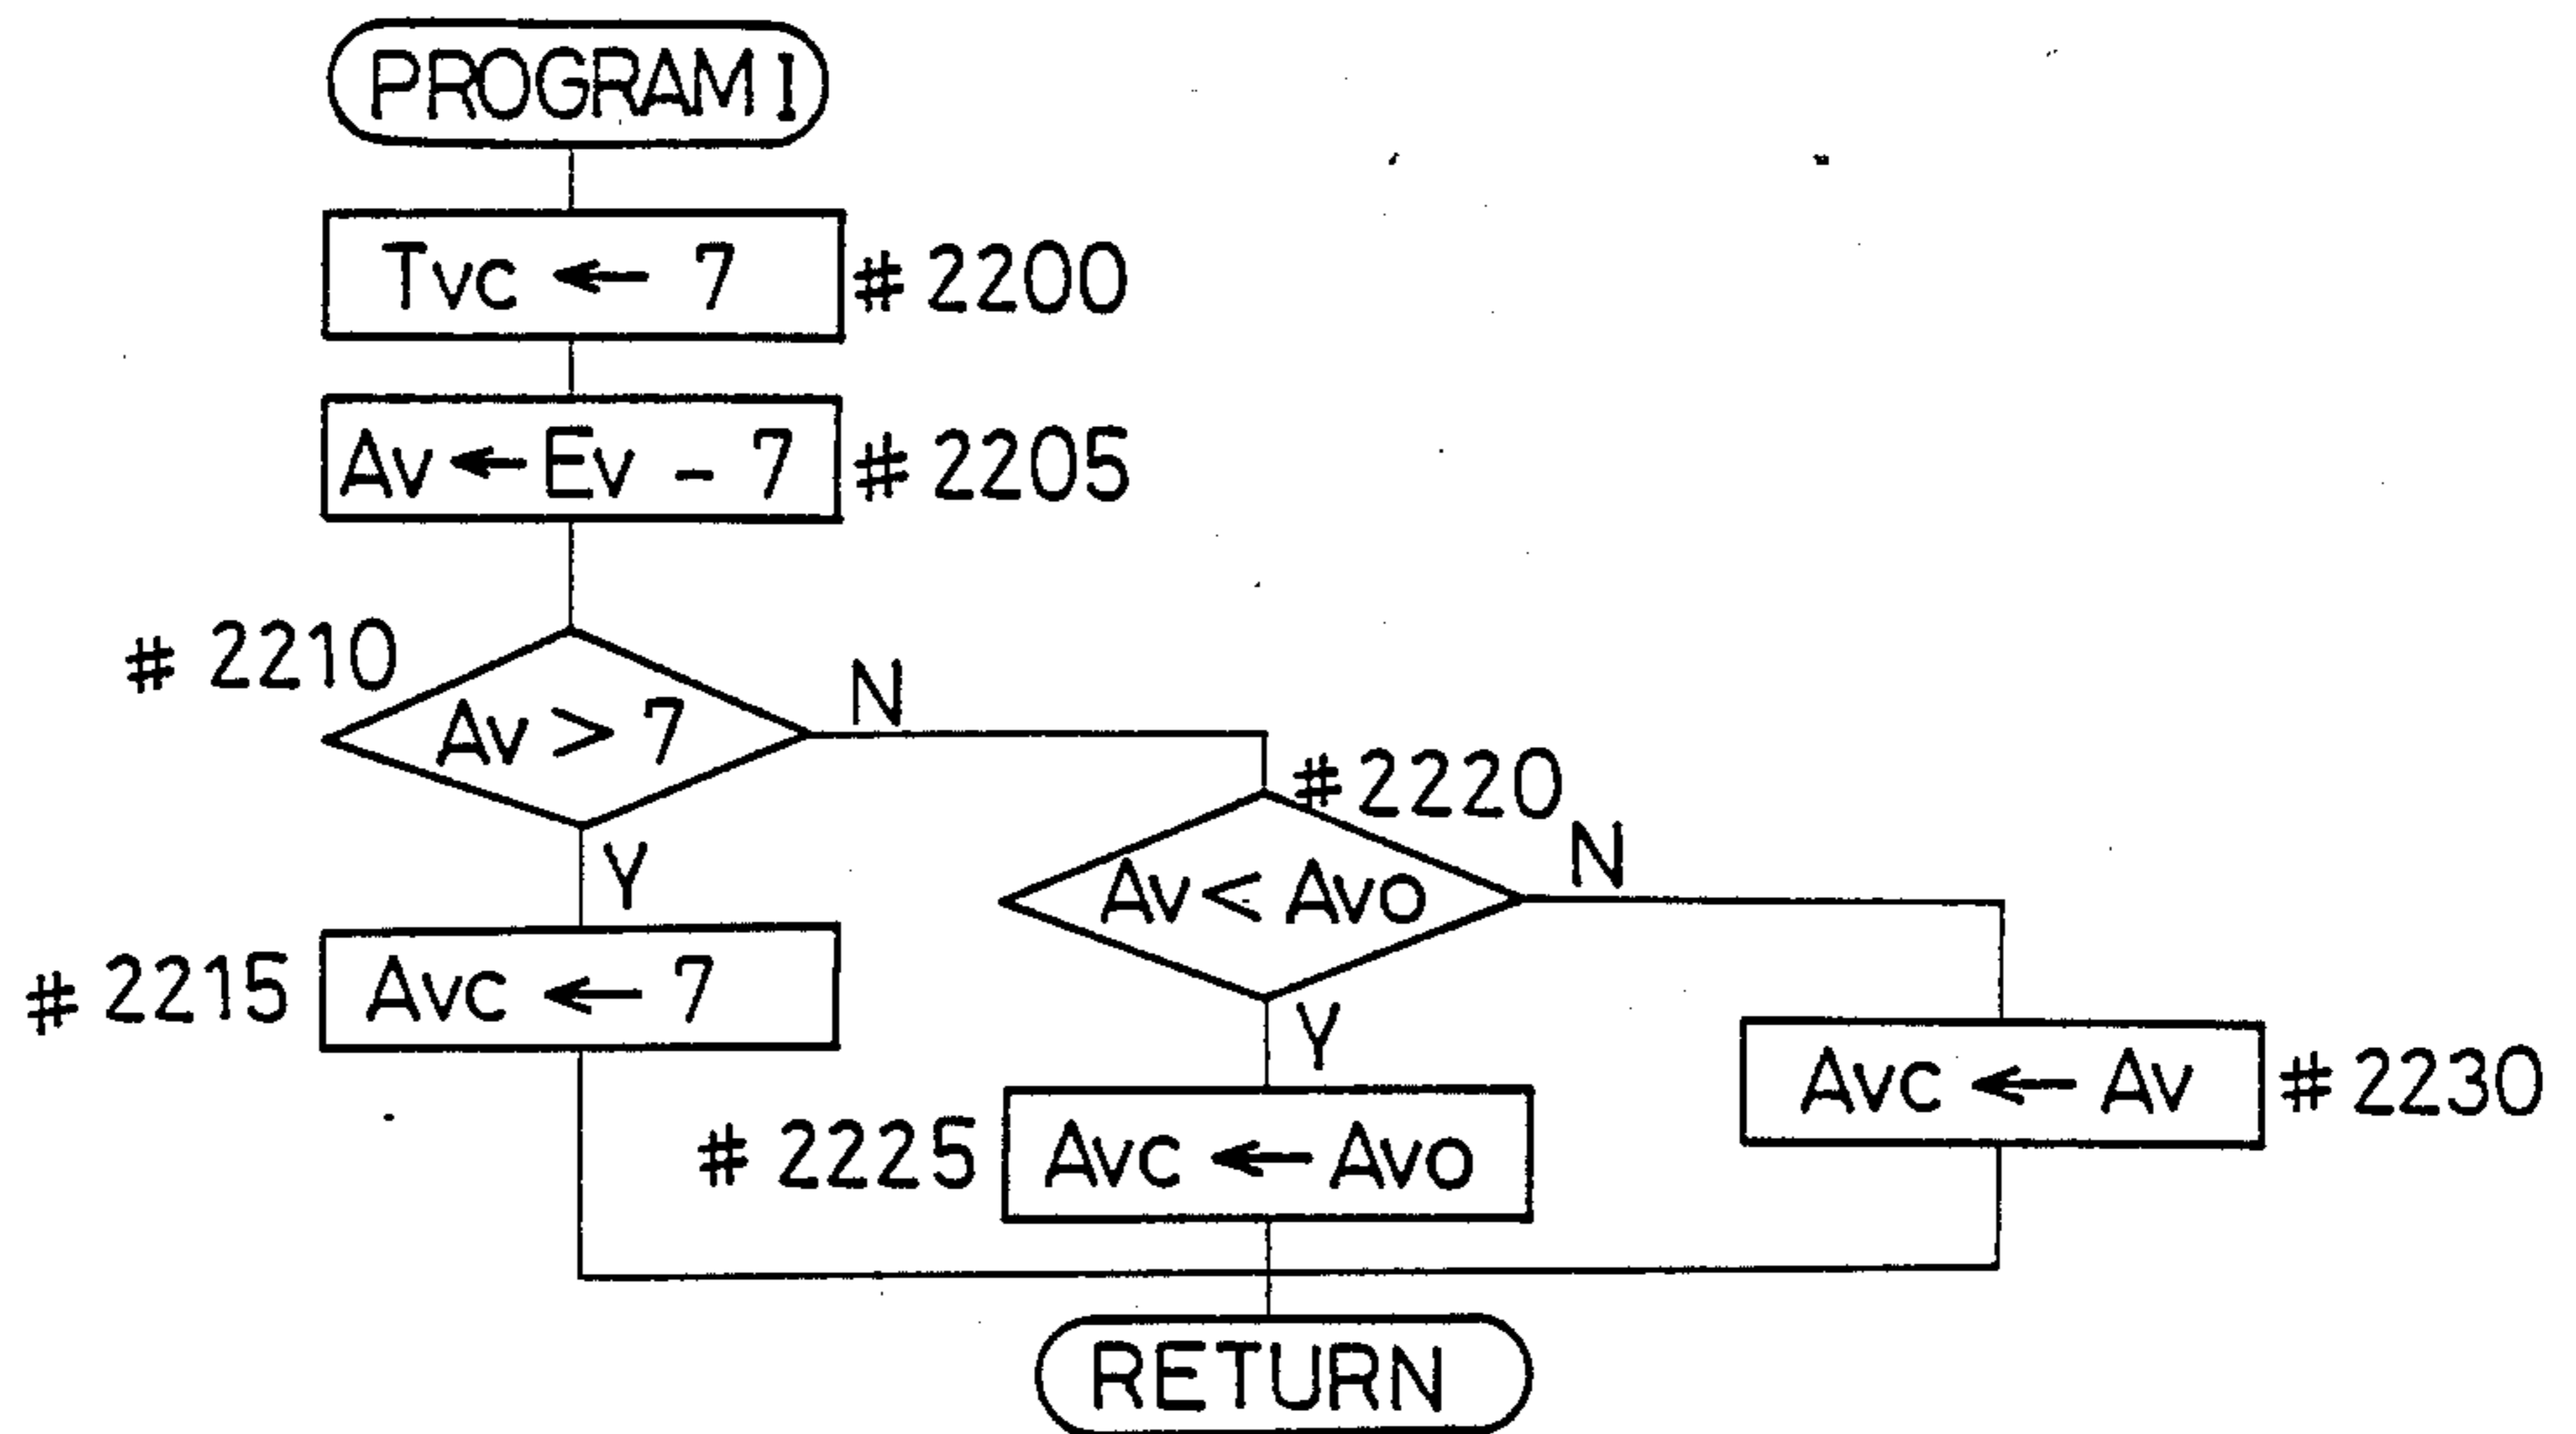 PROGRAM I
Tvc ← 7 # 2200
Av ← Ev - 7 # 2205
# 2210
Av > 7
N
Y
# 2220
Av < Avo
N
Y
# 2215 Avc ← 7
# 2225 Avc ← Avo
Avc ← Av # 2230
RETURN